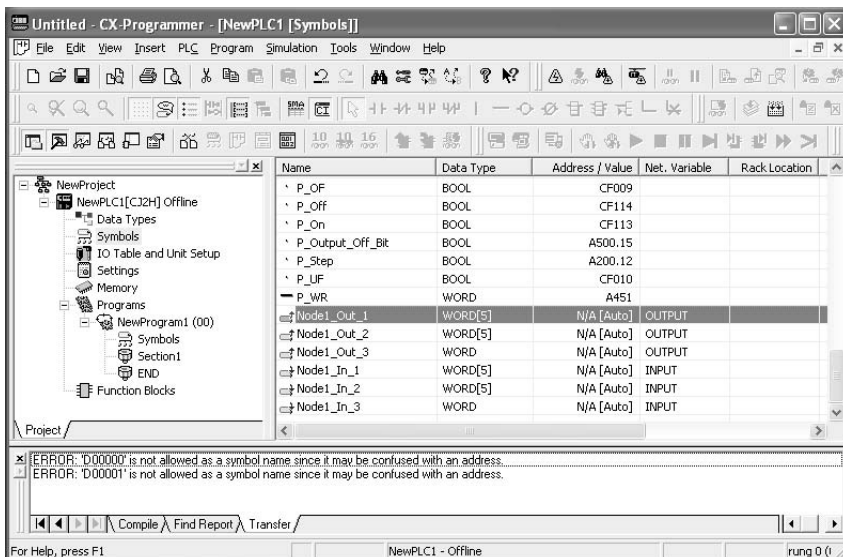 Untitled - CX-Programmer - [NewPLC1 [Symbols]]
File Edit View Insert PLC Program Simulation Tools Window Help
10 10 16
Name Data Type Address / Value Net. Variable Rack Location
NewProject
NewPLC1[CJ2H] Offline
Data Types
Symbols
IO Table and Unit Setup
Settings
Memory
Programs
NewProgram1 (00)
Symbols
Section1
END
Function Blocks
Project
P_OF BOOL CF009
P_Off BOOL CF114
P_On BOOL CF113
P_Output_Off_Bit BOOL A500.15
P_Step BOOL A200.12
P_UF BOOL CF010
P_WR WORD A451
Node1_Out_1 WORD[5] N/A [Auto] OUTPUT
Node1_Out_2 WORD[5] N/A [Auto] OUTPUT
Node1_Out_3 WORD N/A [Auto] OUTPUT
Node1_In_1 WORD[5] N/A [Auto] INPUT
Node1_In_2 WORD[5] N/A [Auto] INPUT
Node1_In_3 WORD N/A [Auto] INPUT
ERROR: 'D00000' is not allowed as a symbol name since it may be confused with an address.
ERROR: 'D00001' is not allowed as a symbol name since it may be confused with an address.
Compile Find Report Transfer
For Help, press F1 NewPLC1 - Offline rung 0 (